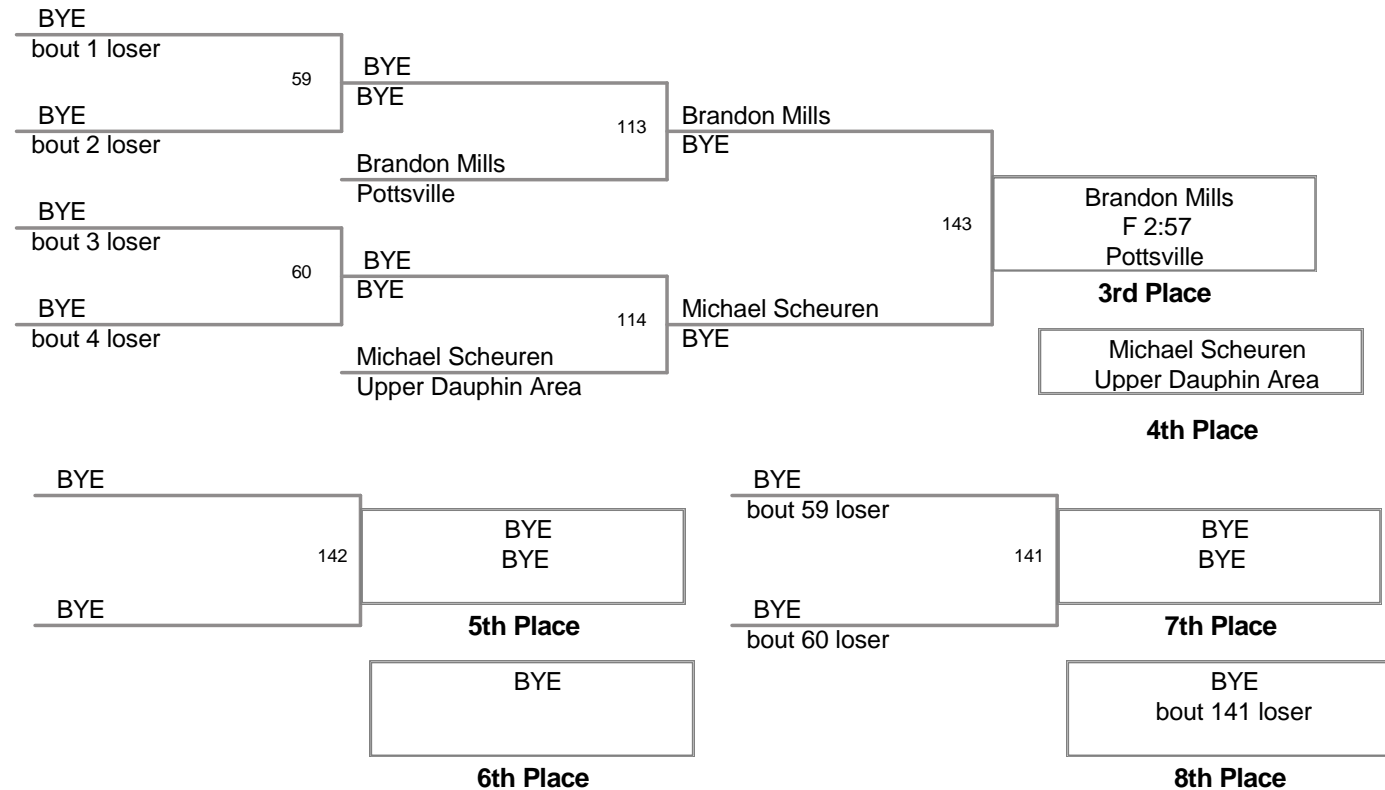 BYE
bout 1 loser
59
BYE
BYE
BYE
bout 2 loser
113
Brandon Mills
BYE
Brandon Mills
Pottsville
BYE
bout 3 loser
143
Brandon Mills
F 2:57
Pottsville
3rd Place
60
BYE
BYE
BYE
bout 4 loser
114
Michael Scheuren
BYE
Michael Scheuren
Upper Dauphin Area
Michael Scheuren
Upper Dauphin Area
4th Place
BYE
142
BYE
BYE
BYE
5th Place
BYE
6th Place
BYE
bout 59 loser
141
BYE
BYE
BYE
bout 60 loser
7th Place
BYE
bout 141 loser
8th Place